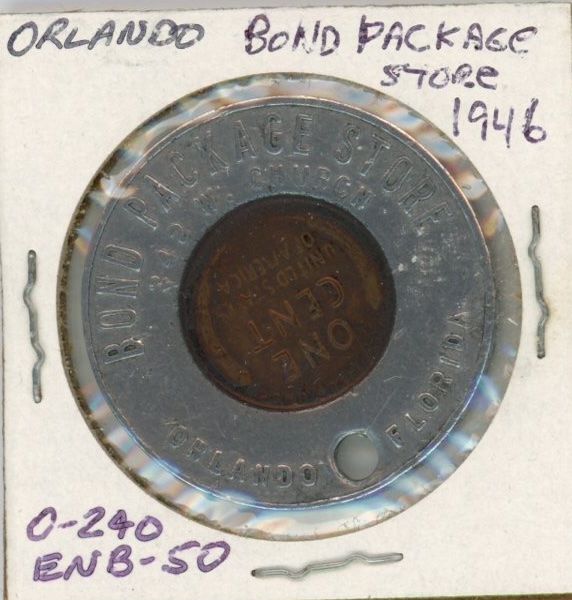 ORLANDO BOND PACKAGE
STORE
1946
BOND PACKAGE STORE
W. CHURCH
ORLANDO FLORIDA
ONE
CENT
UNITED STATES
OF AMERICA
O-240
ENB-50